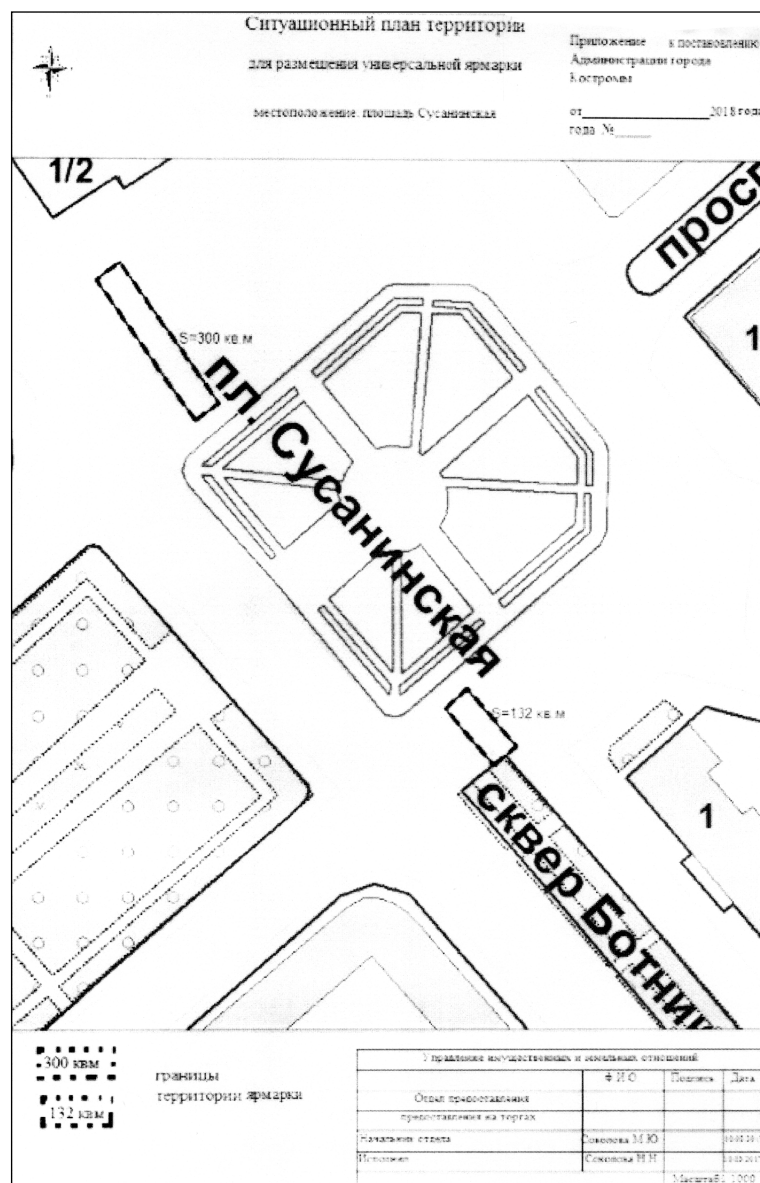 Ситуационный план территории
для размещения универсальной ярмарки
местоположение: площадь Сусанинская
Приложение к постановлению
Администрации города
Костромы
от 2018 года
года №
1/2
S=300 кв.м
пл. Сусанинская
просп
1
S=132 кв.м
1
сквер Ботник
300 квм
132 квм
границы
территории ярмарки
Управление имущественных и земельных отношений
Ф.И.О. Подпись Дата
Отдел предоставления
предоставления на торгах
Начальник отдела Соколова М.Ю.
Исполнил Соколова Н.Н.
Масштаб1:1000